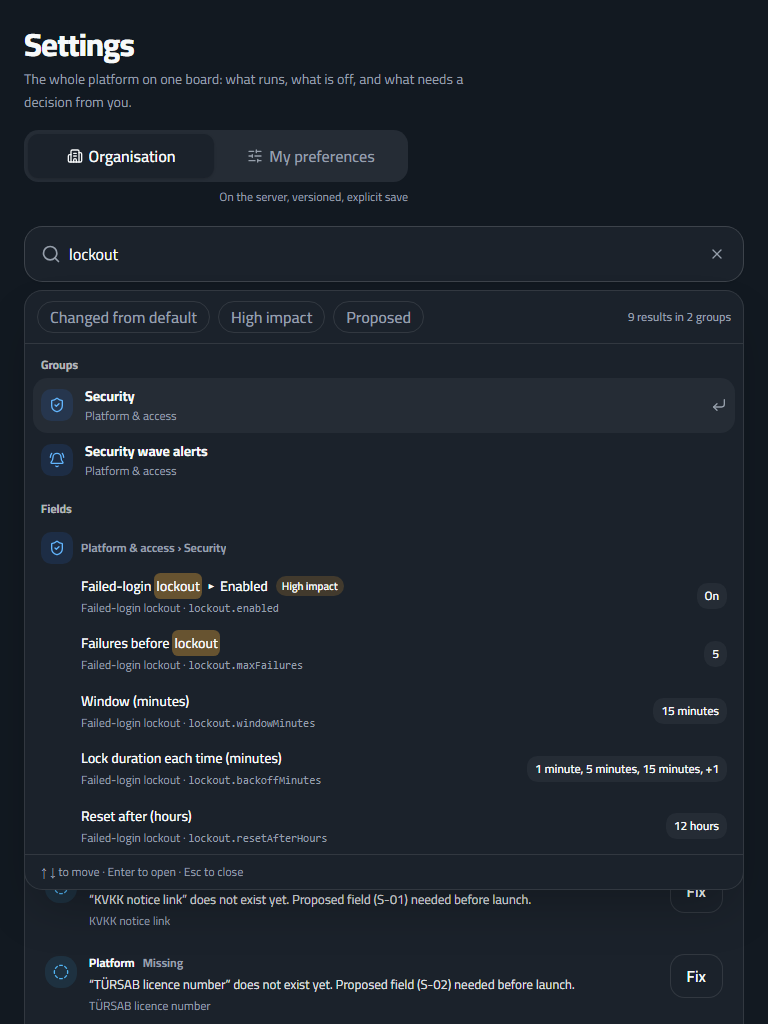 Settings
The whole platform on one board: what runs, what is off, and what needs a
decision from you.
Organisation
My preferences
On the server, versioned, explicit save
lockout
Changed from default
High impact
Proposed
9 results in 2 groups
Groups
Security
Platform & access
Security wave alerts
Platform & access
Fields
Platform & access › Security
Failed-login lockout ▸ Enabled High impact
Failed-login lockout · lockout.enabled
On
Failures before lockout
Failed-login lockout · lockout.maxFailures
5
Window (minutes)
Failed-login lockout · lockout.windowMinutes
15 minutes
Lock duration each time (minutes)
Failed-login lockout · lockout.backoffMinutes
1 minute, 5 minutes, 15 minutes, +1
Reset after (hours)
Failed-login lockout · lockout.resetAfterHours
12 hours
↑↓ to move · Enter to open · Esc to close
“KVKK notice link” does not exist yet. Proposed field (S-01) needed before launch.
KVKK notice link
Fix
Platform Missing
“TÜRSAB licence number” does not exist yet. Proposed field (S-02) needed before launch.
TÜRSAB licence number
Fix